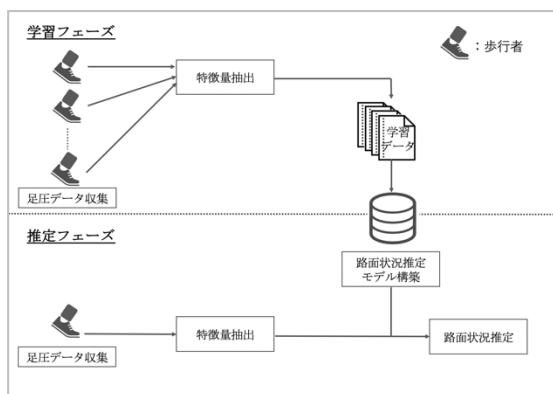 学習フェーズ
：歩行者
特徴量抽出
学習
データ
足圧データ収集
推定フェーズ
路面状況推定
モデル構築
特徴量抽出
路面状況推定
足圧データ収集